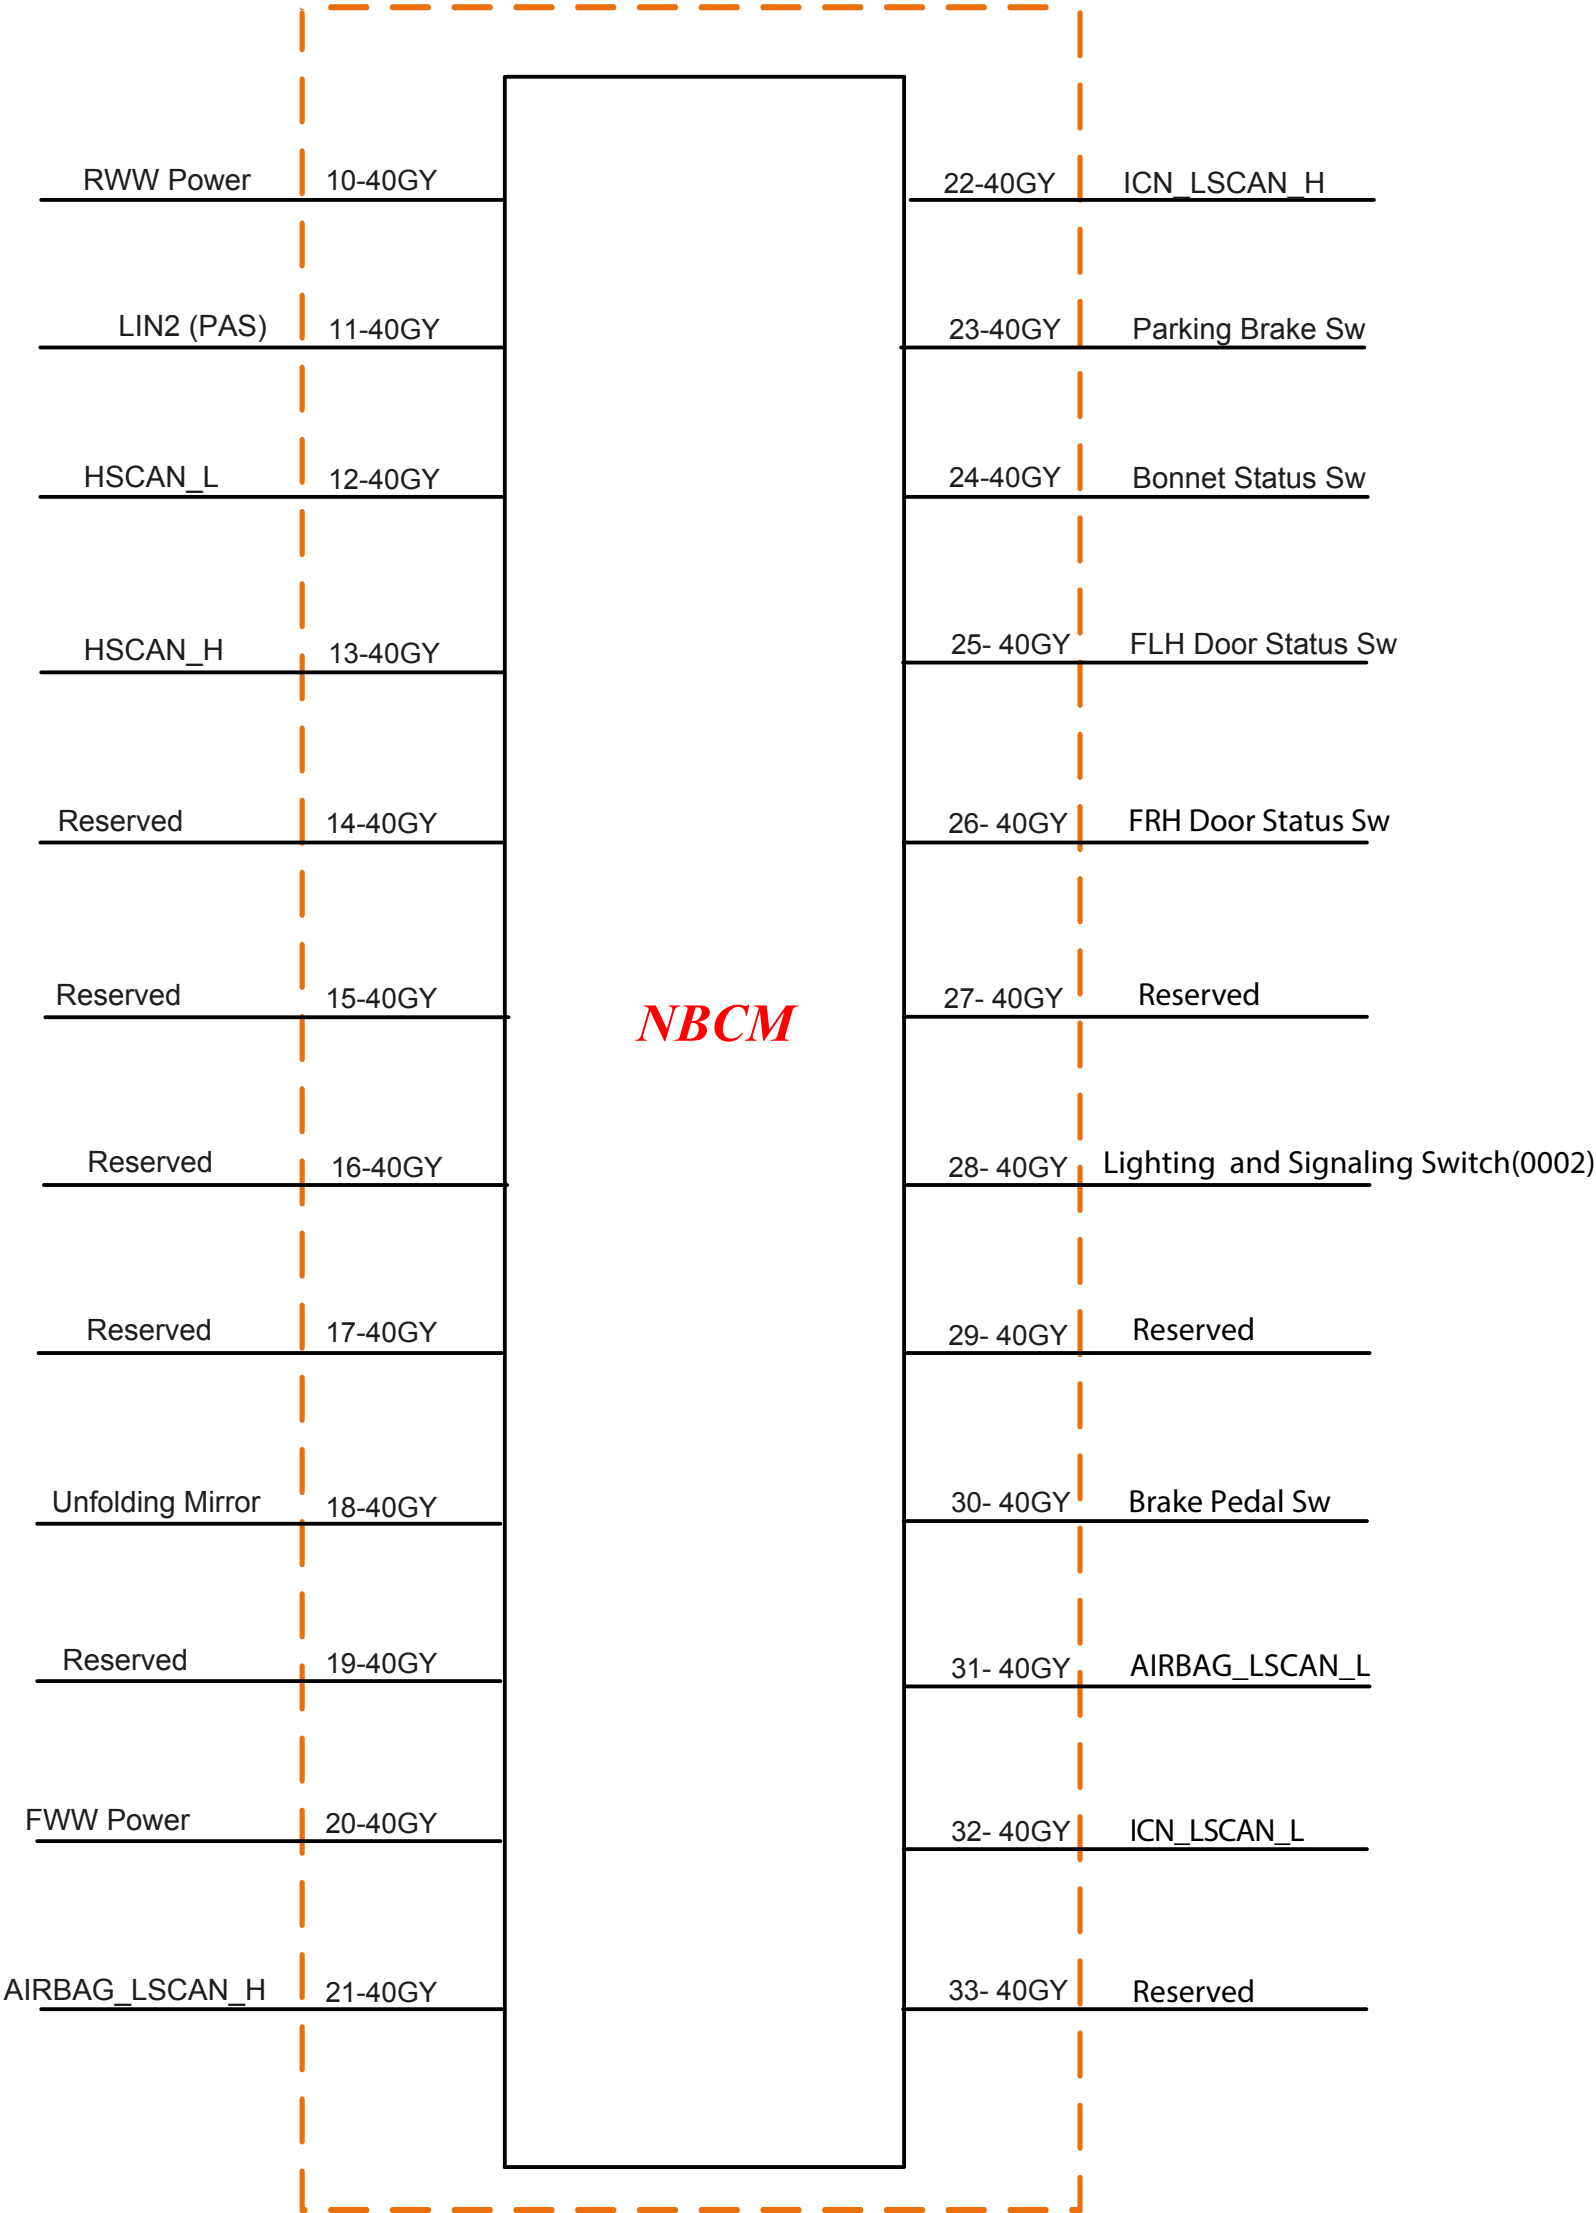 RWW Power 10-40GY 22-40GY ICN_LSCAN_H
LIN2 (PAS) 11-40GY 23-40GY Parking Brake Sw
HSCAN_L 12-40GY 24-40GY Bonnet Status Sw
HSCAN_H 13-40GY 25- 40GY FLH Door Status Sw
Reserved 14-40GY 26- 40GY FRH Door Status Sw
Reserved 15-40GY 27- 40GY Reserved
NBCM
Reserved 16-40GY 28- 40GY Lighting and Signaling Switch(0002)
Reserved 17-40GY 29- 40GY Reserved
Unfolding Mirror 18-40GY 30- 40GY Brake Pedal Sw
Reserved 19-40GY 31- 40GY AIRBAG_LSCAN_L
FWW Power 20-40GY 32- 40GY ICN_LSCAN_L
AIRBAG_LSCAN_H 21-40GY 33- 40GY Reserved